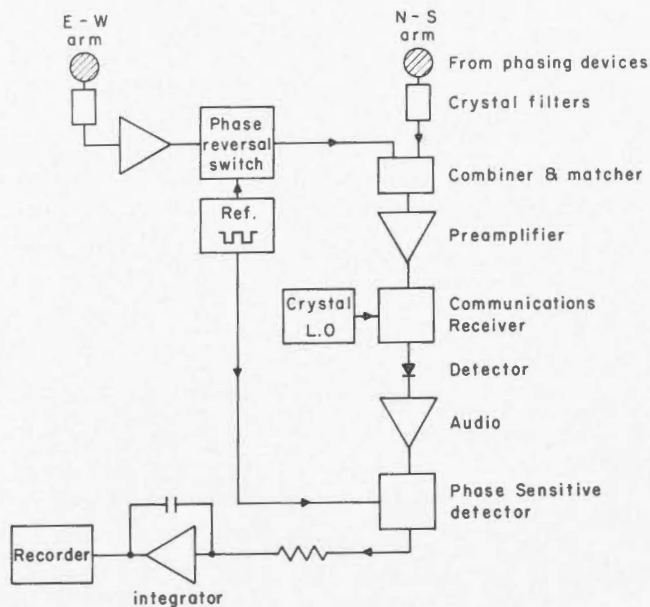 E - W
arm
N - S
arm
From phasing devices
Crystal filters
Phase
reversal
switch
Combiner & matcher
Ref.
Preamplifier
Crystal
L.O
Communications
Receiver
Detector
Audio
Phase Sensitive
detector
Recorder
integrator